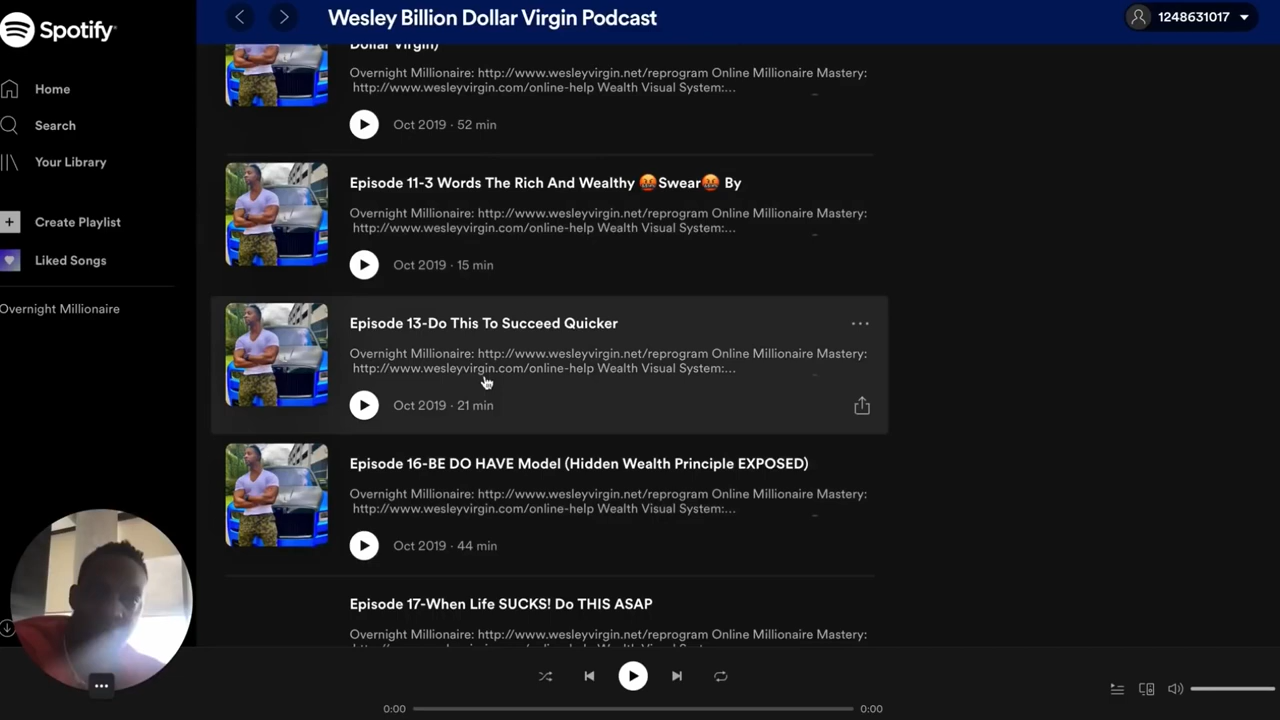 Spotify
Wesley Billion Dollar Virgin Podcast
1248631017
Home
Search
Your Library
Create Playlist
Liked Songs
Overnight Millionaire
Dollar Virgin)
Overnight Millionaire: http://www.wesleyvirgin.net/reprogram Online Millionaire Mastery:
http://www.wesleyvirgin.com/online-help Wealth Visual System:...
Oct 2019 · 52 min
Episode 11-3 Words The Rich And Wealthy 🤬Swear🤬 By
Overnight Millionaire: http://www.wesleyvirgin.net/reprogram Online Millionaire Mastery:
http://www.wesleyvirgin.com/online-help Wealth Visual System:...
Oct 2019 · 15 min
Episode 13-Do This To Succeed Quicker
Overnight Millionaire: http://www.wesleyvirgin.net/reprogram Online Millionaire Mastery:
http://www.wesleyvirgin.com/online-help Wealth Visual System:...
Oct 2019 · 21 min
Episode 16-BE DO HAVE Model (Hidden Wealth Principle EXPOSED)
Overnight Millionaire: http://www.wesleyvirgin.net/reprogram Online Millionaire Mastery:
http://www.wesleyvirgin.com/online-help Wealth Visual System:...
Oct 2019 · 44 min
Episode 17-When Life SUCKS! Do THIS ASAP
Overnight Millionaire: http://www.wesleyvirgin.net/reprogram Online Millionaire Mastery:
0:00
0:00